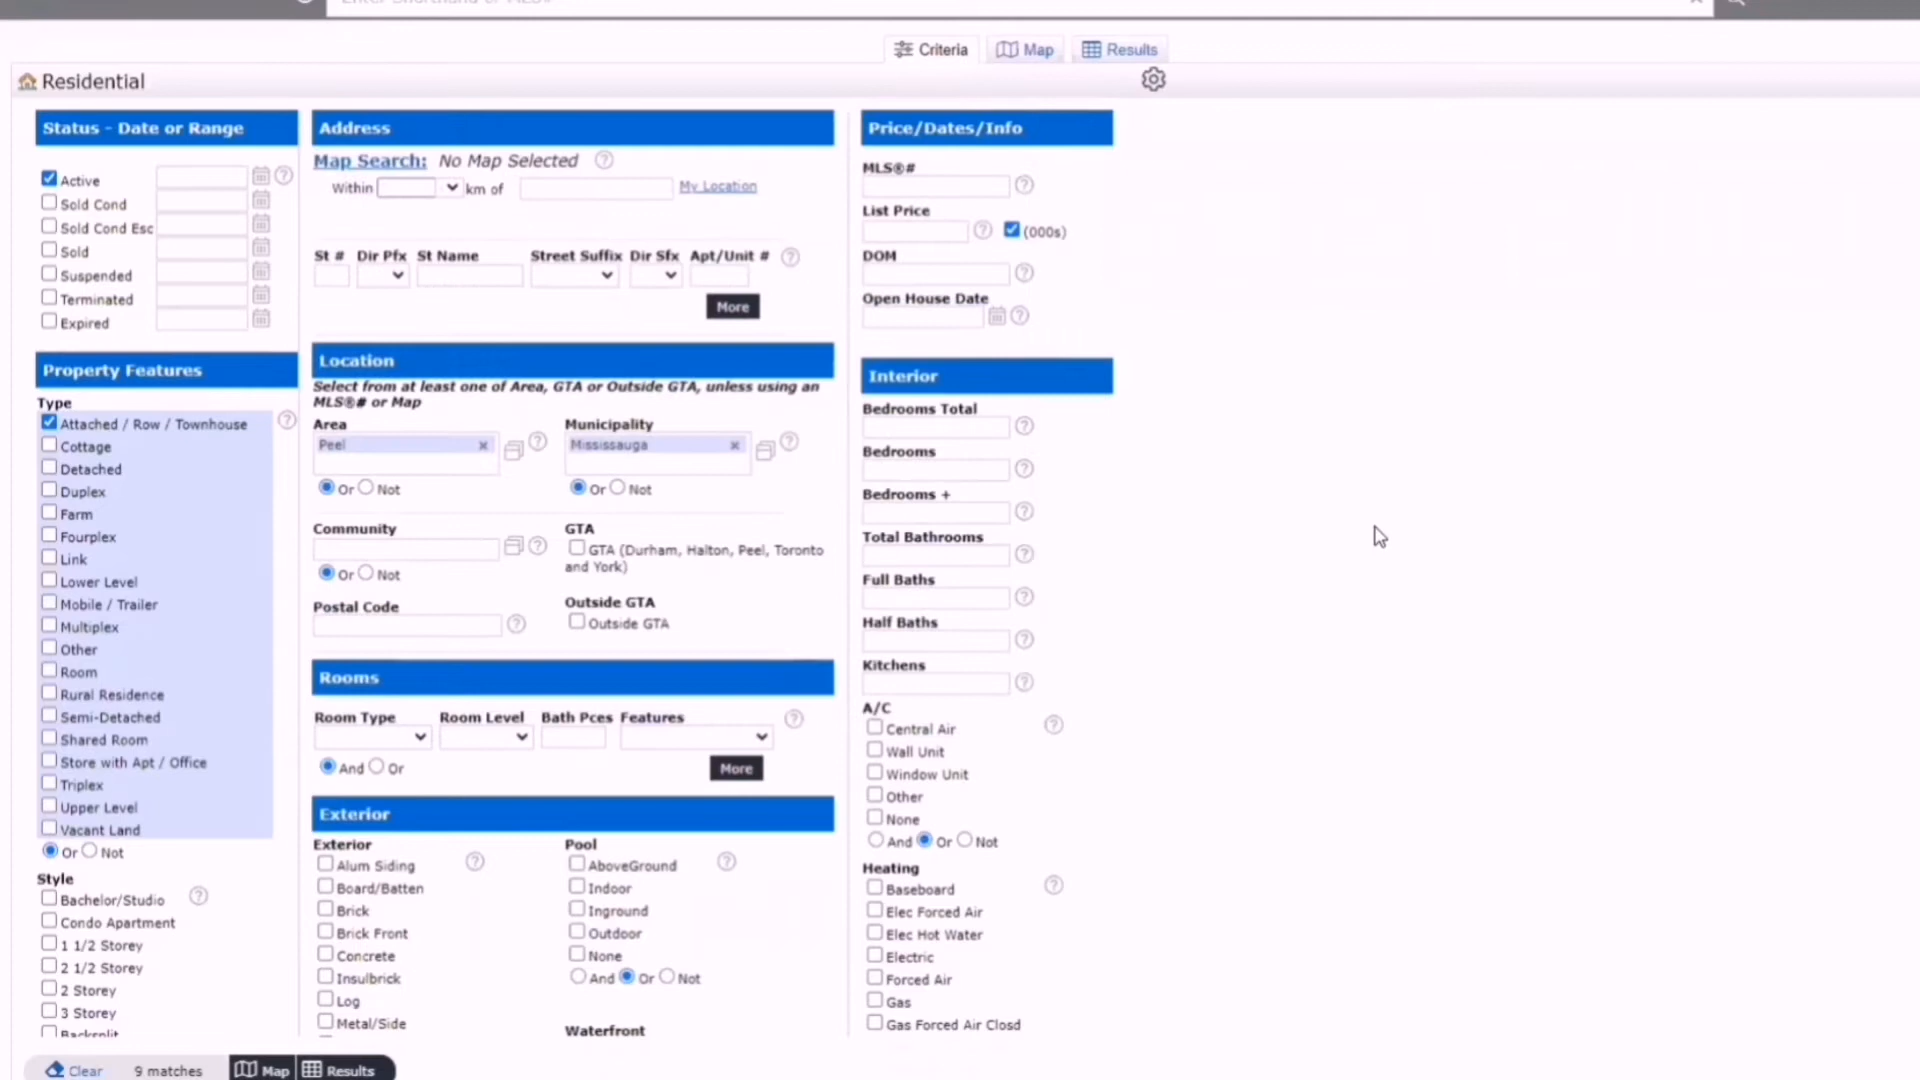 Enter Shorthand or MLS#
Criteria
Map
Results
Residential
Status - Date or Range
Active
Sold Cond
Sold Cond Esc
Sold
Suspended
Terminated
Expired
Property Features
Type
Attached / Row / Townhouse
Cottage
Detached
Duplex
Farm
Fourplex
Link
Lower Level
Mobile / Trailer
Multiplex
Other
Room
Rural Residence
Semi-Detached
Shared Room
Store with Apt / Office
Triplex
Upper Level
Vacant Land
Or Not
Style
Bachelor/Studio
Condo Apartment
1 1/2 Storey
2 1/2 Storey
2 Storey
3 Storey
Backsplit
Address
Map Search: No Map Selected
Within km of My Location
St # Dir Pfx St Name Street Suffix Dir Sfx Apt/Unit #
More
Location
Select from at least one of Area, GTA or Outside GTA, unless using an
MLS®# or Map
Area Municipality
Peel x Mississauga x
Or Not Or Not
Community
Or Not
GTA
GTA (Durham, Halton, Peel, Toronto
and York)
Postal Code
Outside GTA
Outside GTA
Rooms
Room Type Room Level Bath Pces Features
And Or
More
Exterior
Exterior
Alum Siding
Board/Batten
Brick
Brick Front
Concrete
Insulbrick
Log
Metal/Side
Pool
AboveGround
Indoor
Inground
Outdoor
None
And Or Not
Waterfront
Price/Dates/Info
MLS®#
List Price
(000s)
DOM
Open House Date
Interior
Bedrooms Total
Bedrooms
Bedrooms +
Total Bathrooms
Full Baths
Half Baths
Kitchens
A/C
Central Air
Wall Unit
Window Unit
Other
None
And Or Not
Heating
Baseboard
Elec Forced Air
Elec Hot Water
Electric
Forced Air
Gas
Gas Forced Air Closd
Clear 9 matches Map Results